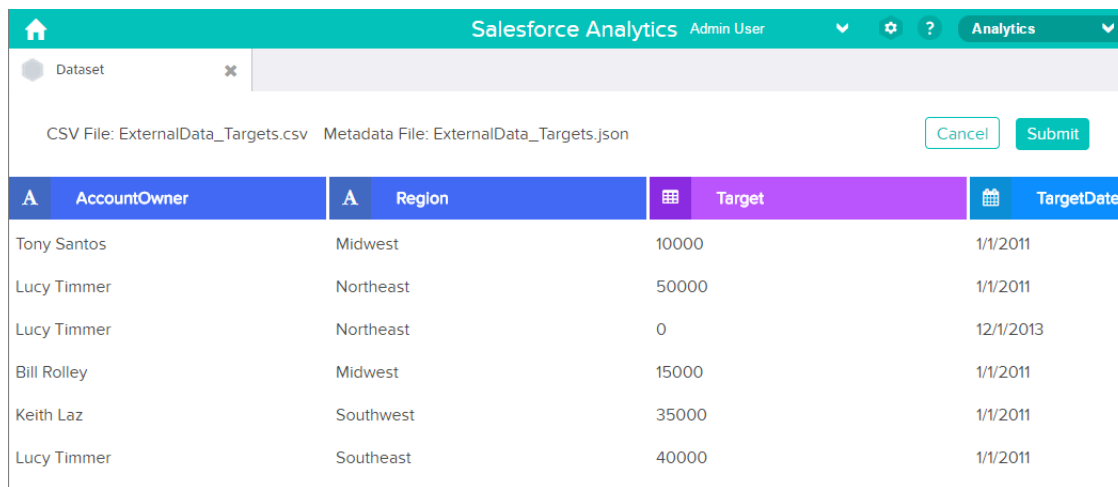 Salesforce Analytics Admin User ? Analytics
Dataset
CSV File: ExternalData_Targets.csv Metadata File: ExternalData_Targets.json Cancel Submit
A AccountOwner A Region Target TargetDate
Tony Santos Midwest 10000 1/1/2011
Lucy Timmer Northeast 50000 1/1/2011
Lucy Timmer Northeast 0 12/1/2013
Bill Rolley Midwest 15000 1/1/2011
Keith Laz Southwest 35000 1/1/2011
Lucy Timmer Southeast 40000 1/1/2011